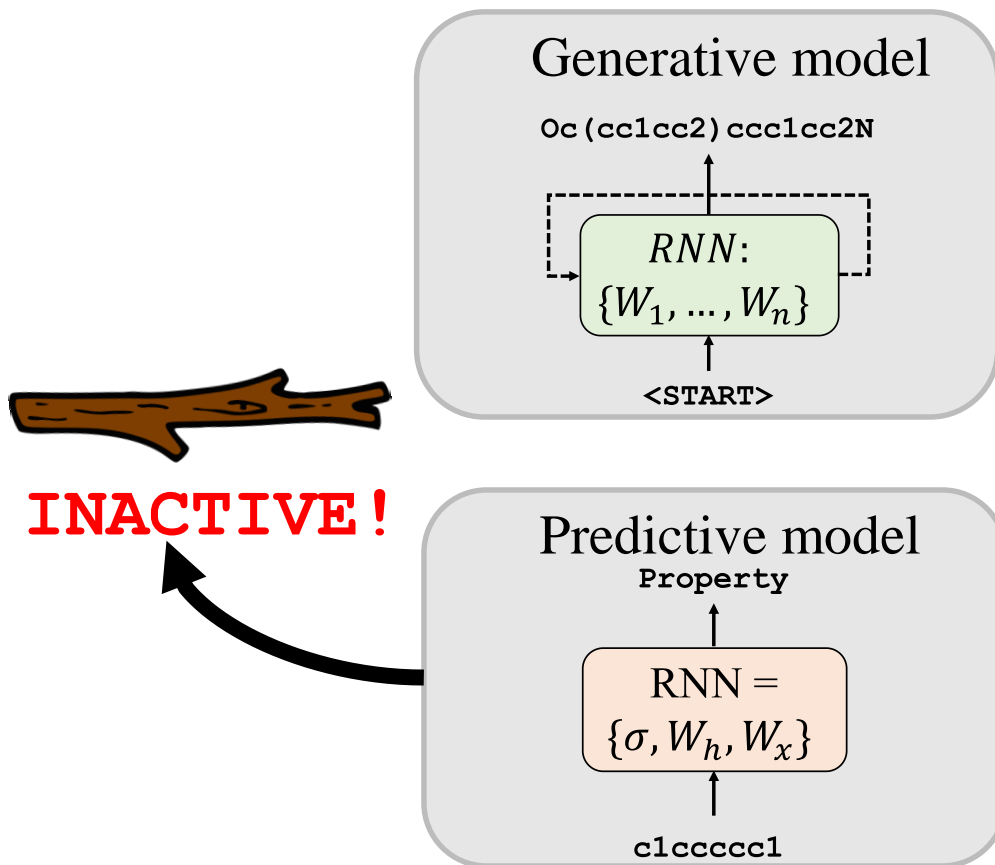 Generative model
Oc(cc1cc2)ccc1cc2N
RNN:
{W₁, … , Wₙ}
<START>
INACTIVE!
Predictive model
Property
RNN =
{σ, Wₕ, Wₓ}
c1ccccc1